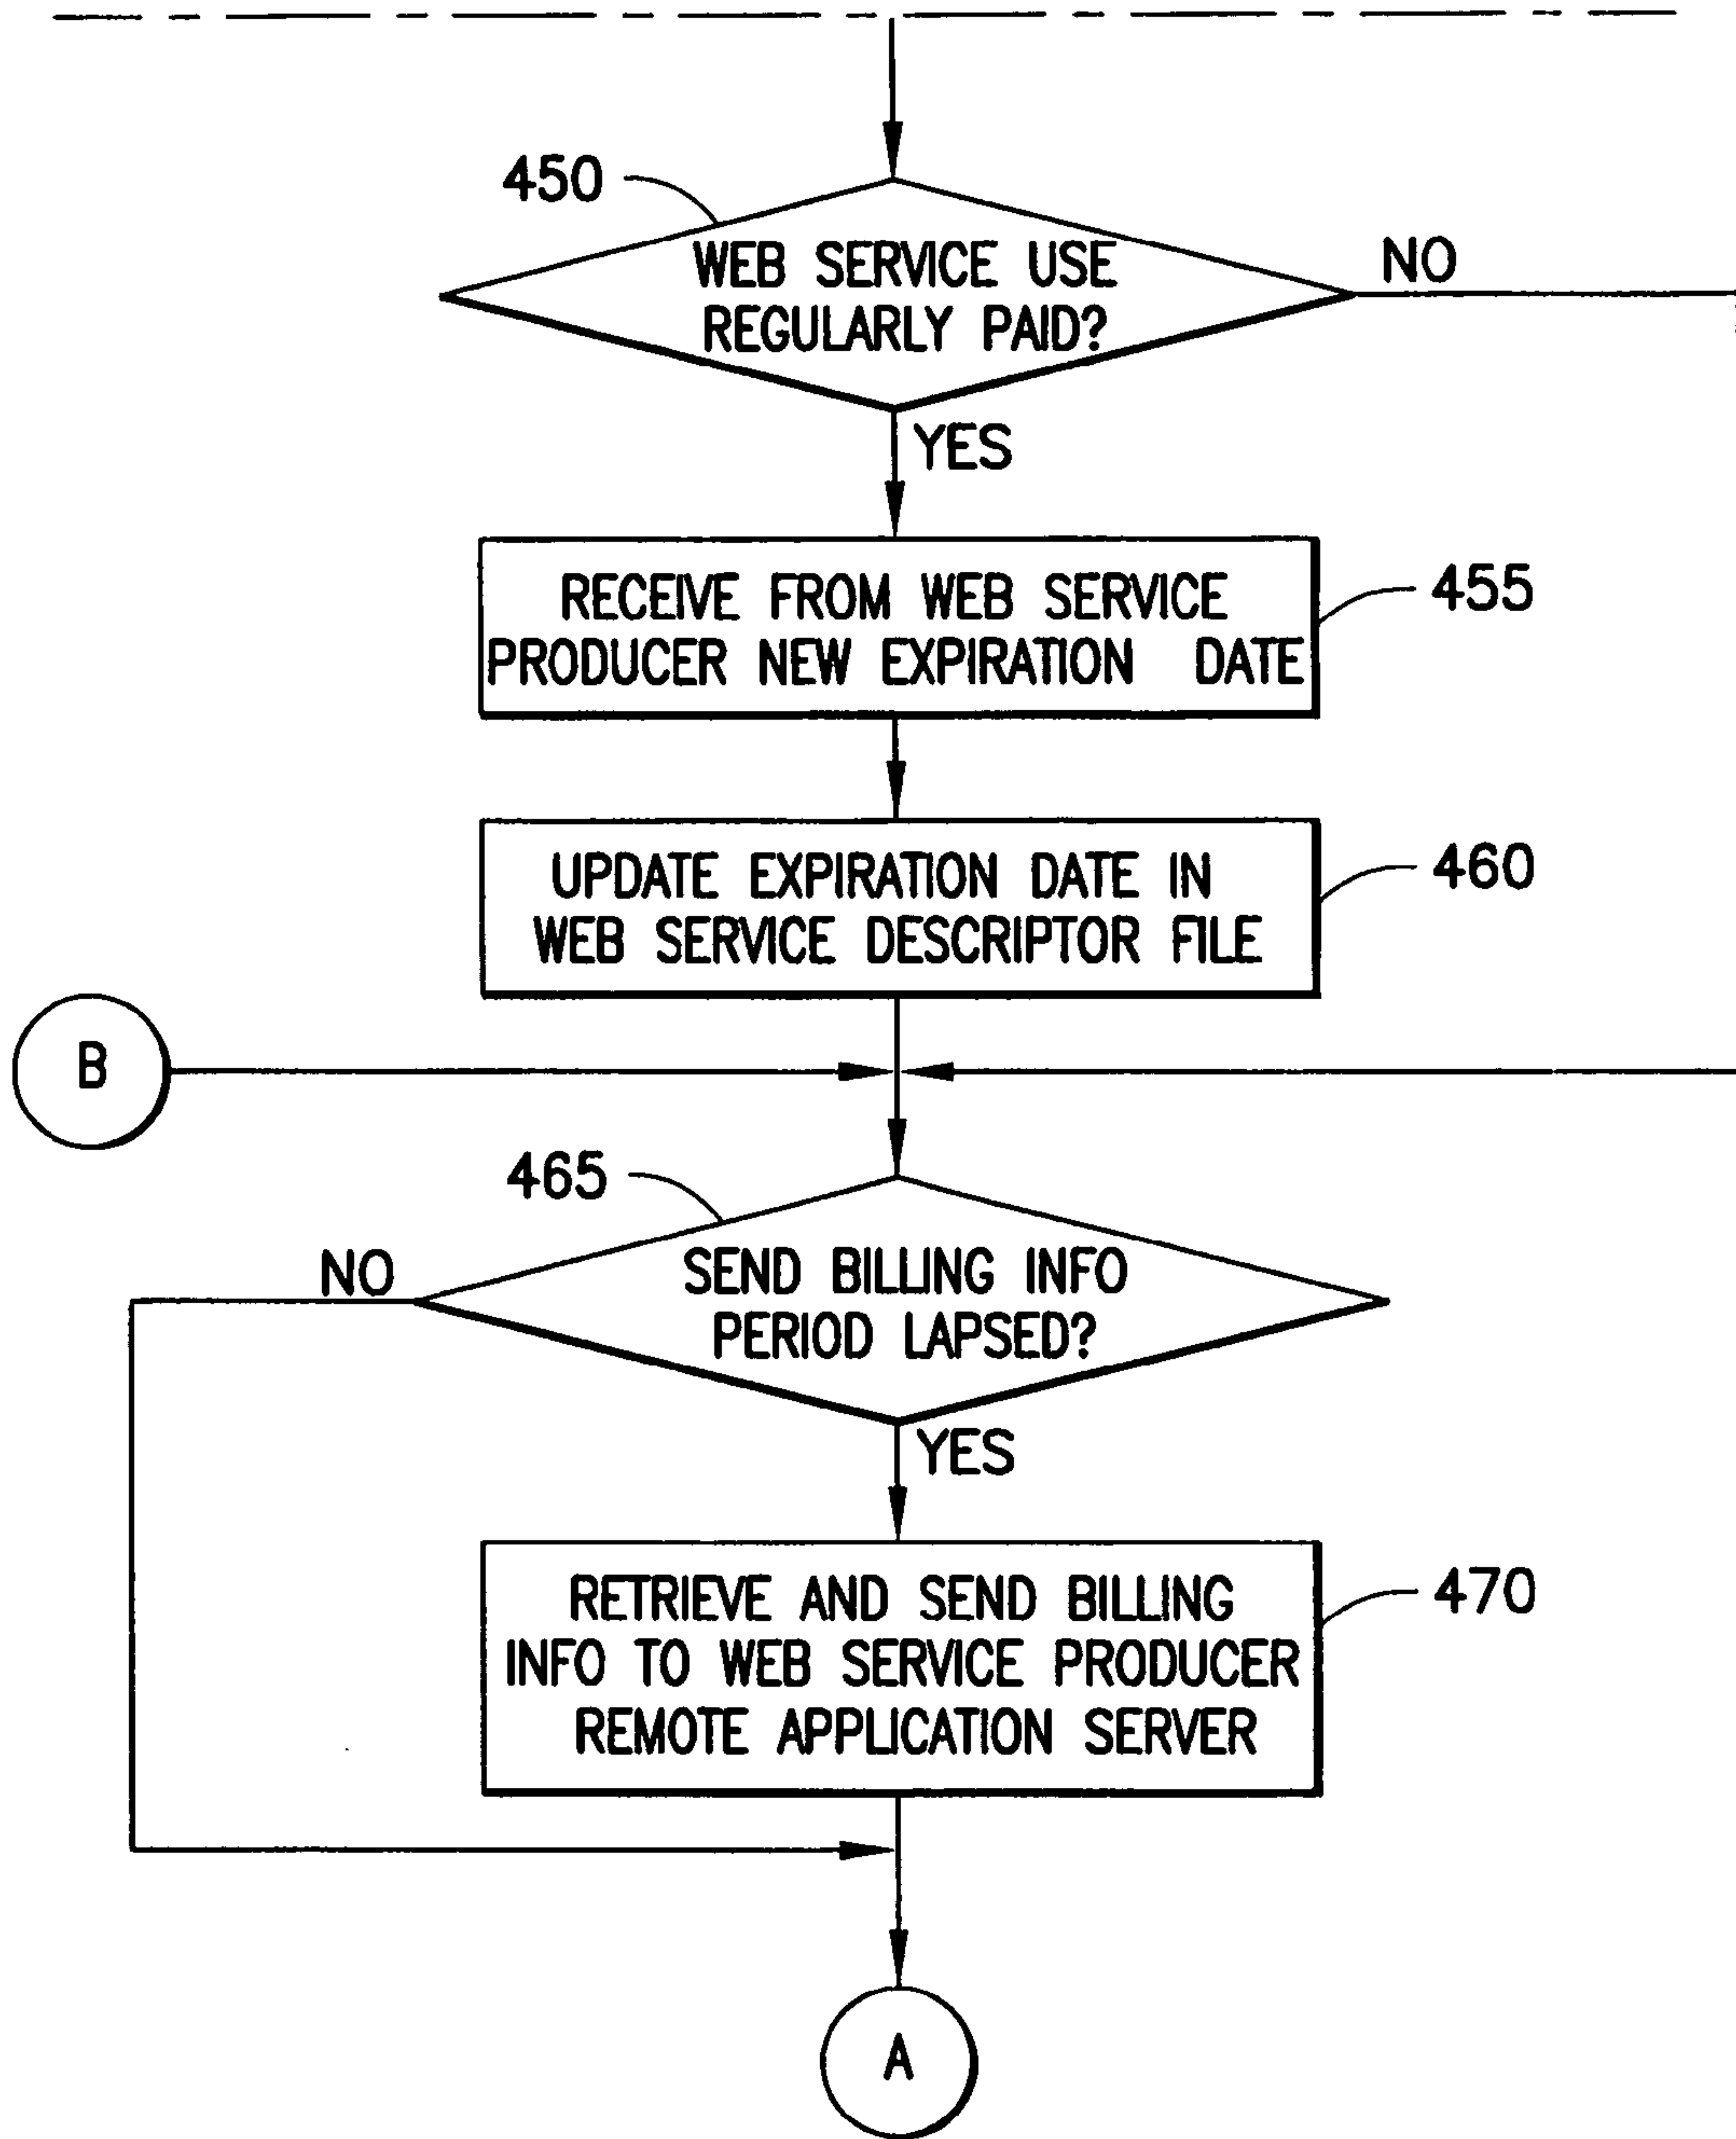 450
WEB SERVICE USE
REGULARLY PAID?
NO
YES
RECEIVE FROM WEB SERVICE
PRODUCER NEW EXPIRATION DATE
455
UPDATE EXPIRATION DATE IN
WEB SERVICE DESCRIPTOR FILE
460
B
465
NO
SEND BILLING INFO
PERIOD LAPSED?
YES
RETRIEVE AND SEND BILLING
INFO TO WEB SERVICE PRODUCER
REMOTE APPLICATION SERVER
470
A